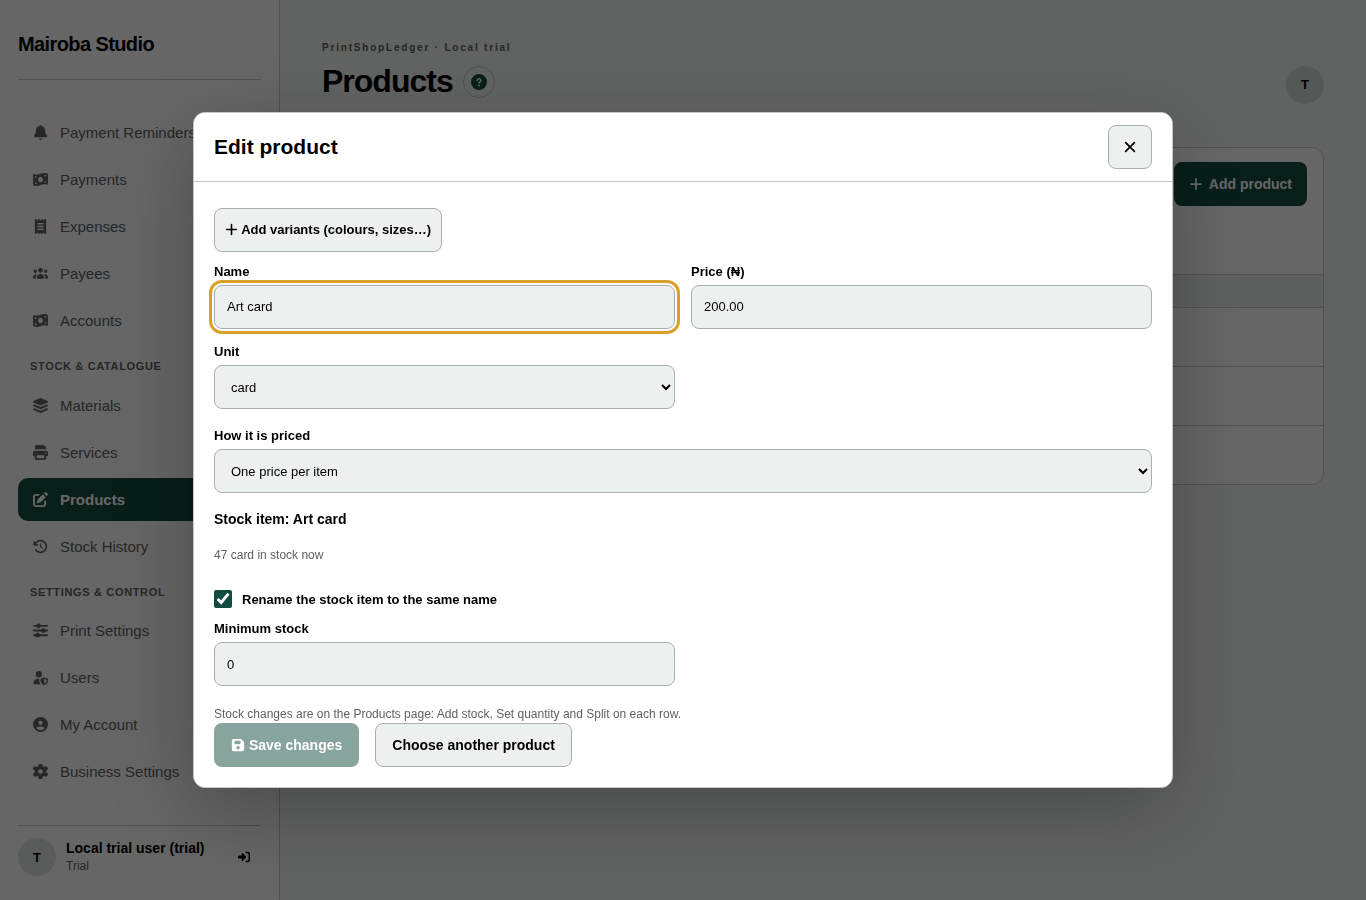 Mairoba Studio
Payment Reminders
Payments
Expenses
Payees
Accounts
STOCK & CATALOGUE
Materials
Services
Products
Stock History
SETTINGS & CONTROL
Print Settings
Users
My Account
Business Settings
T
Local trial user (trial)
Trial
PrintShopLedger · Local trial
Products
?
T
+ Add product
Edit product
×
+ Add variants (colours, sizes…)
Name
Art card
Price (₦)
200.00
Unit
card
How it is priced
One price per item
Stock item: Art card
47 card in stock now
Rename the stock item to the same name
Minimum stock
0
Stock changes are on the Products page: Add stock, Set quantity and Split on each row.
Save changes
Choose another product